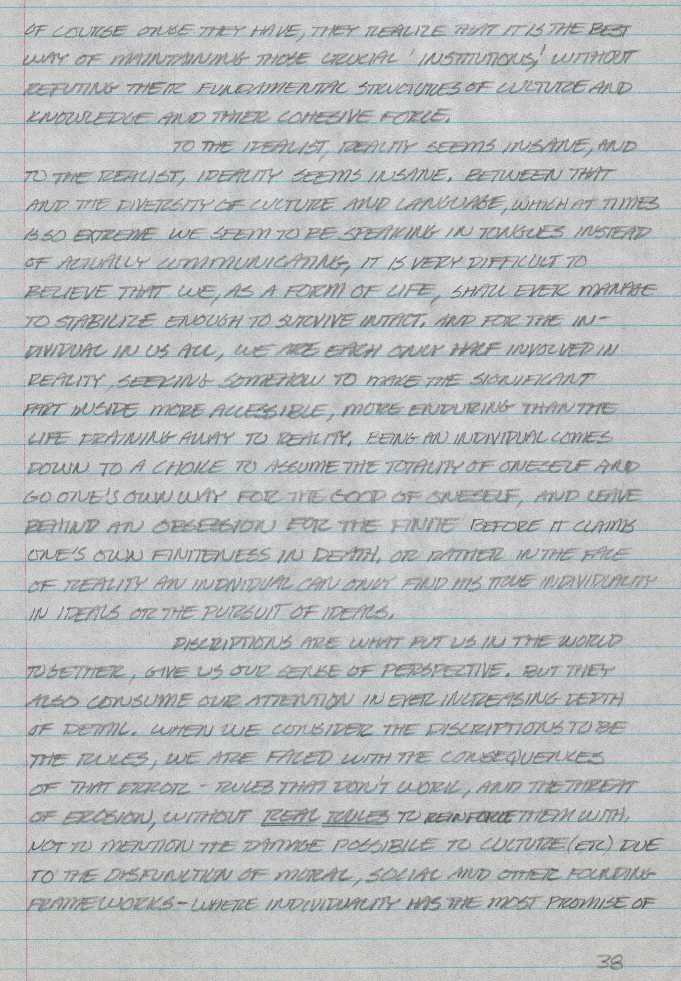 OF COURSE ONCE THEY HAVE, THEY REALIZE THAT IT IS THE BEST
WAY OF MAINTAINING THOSE CRUCIAL 'INSTITUTIONS,' WITHOUT
REFUTING THEIR FUNDAMENTAL STRUCTURES OF CULTURE AND
KNOWLEDGE AND THIER COHESIVE FORCE.
TO THE IDEALIST, REALITY SEEMS INSANE, AND
TO THE REALIST, IDEALITY SEEMS INSANE. BETWEEN THAT
AND THE DIVERSITY OF CULTURE AND LANGUAGE, WHICH AT TIMES
IS SO EXTREME WE SEEM TO BE SPEAKING IN TONGUES INSTEAD
OF ACTUALLY COMMUNICATING, IT IS VERY DIFFICULT TO
BELIEVE THAT WE, AS A FORM OF LIFE, SHALL EVER MANAGE
TO STABILIZE ENOUGH TO SURVIVE INTACT. AND FOR THE IN-
DIVIDUAL IN US ALL, WE ARE EACH ONLY HALF INVOLVED IN
REALITY, SEEKING SOMEHOW TO MAKE THE SIGNIFICANT
PART INSIDE MORE ACCESSIBLE, MORE ENDURING THAN THE
LIFE DRAINING AWAY TO REALITY. BEING AN INDIVIDUAL COMES
DOWN TO A CHOICE TO ASSUME THE TOTALITY OF ONESELF AND
GO ONE'S OWN WAY FOR THE GOOD OF ONESELF, AND LEAVE
BEHIND AN OBSESSION FOR THE FINITE BEFORE IT CLAIMS
ONE'S OWN FINITENESS IN DEATH. OR RATHER IN THE FACE
OF REALITY AN INDIVIDUAL CAN ONLY FIND HIS TRUE INDIVIDUALITY
IN IDEALS OR THE PURSUIT OF IDEALS.
DISCRIPTIONS ARE WHAT PUT US IN THE WORLD
TOGETHER, GIVE US OUR SENSE OF PERSPECTIVE. BUT THEY
ALSO CONSUME OUR ATTENTION IN EVER INCREASING DEPTH
OF DETAIL. WHEN WE CONSIDER THE DISCRIPTIONS TO BE
THE RULES, WE ARE FACED WITH THE CONSEQUENCES
OF THAT ERROR - RULES THAT DON'T WORK, AND THE THREAT
OF EROSION, WITHOUT REAL RULES TO REINFORCE THEM WITH.
NOT TO MENTION THE DAMAGE POSSIBLE TO CULTURE (ETC) DUE
TO THE DISFUNCTION OF MORAL, SOCIAL AND OTHER FOUNDING
FRAMEWORKS - WHERE INDIVIDUALITY HAS THE MOST PROMISE OF
38